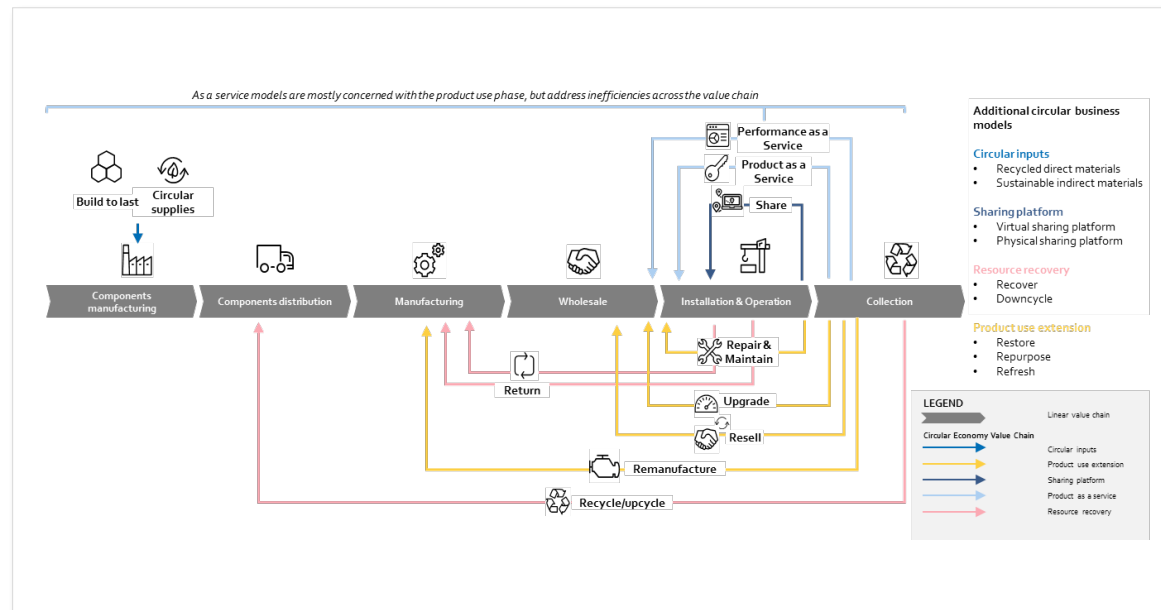 As a service models are mostly concerned with the product use phase, but address inefficiencies across the value chain
Performance as a
Service
Product as a
Service
Share
Build to last
Circular
supplies
Components
manufacturing
Components distribution
Manufacturing
Wholesale
Installation & Operation
Collection
Repair &
Maintain
Return
Upgrade
Resell
Remanufacture
Recycle/upcycle
Additional circular business
models
Circular inputs
• Recycled direct materials
• Sustainable indirect materials
Sharing platform
• Virtual sharing platform
• Physical sharing platform
Resource recovery
• Recover
• Downcycle
Product use extension
• Restore
• Repurpose
• Refresh
LEGEND
Linear value chain
Circular Economy Value Chain
Circular inputs
Product use extension
Sharing platform
Product as a service
Resource recovery